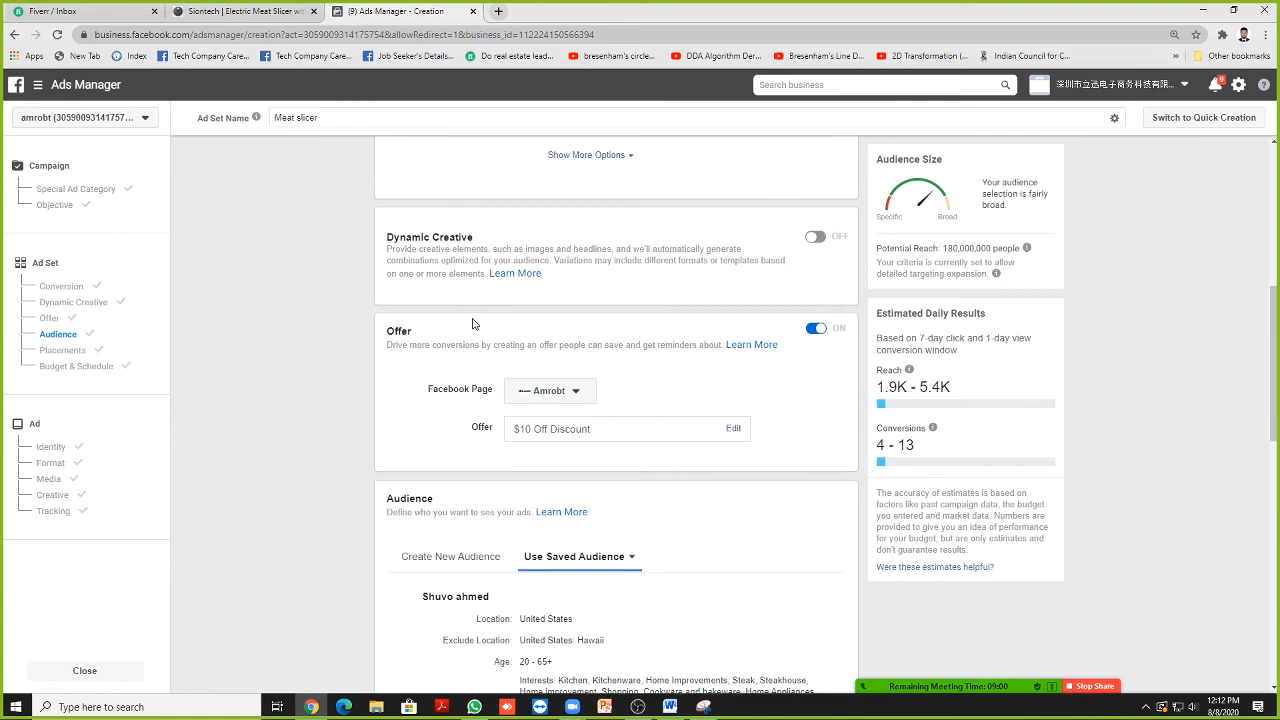 Fiverr / Inbox
Siontech | Electric Meat Slicer wit
(9) Ads Manager - Creation
business.facebook.com/adsmanager/creation?act=305900931417575​4&allowRedirect=1&business_id=112224150566394
Apps
YouTube
Index
Tech Company Care...
Tech Company Care...
Job Seeker's Details...
Do real estate lead...
bresenham's circle...
DDA Algorithm Der...
Bresenham's Line D...
2D Transformation (...
Indian Council for C...
»
Other bookmarks
Ads Manager
Search business
深圳市立迅电子商务科技有限...
9
amrobt (30590093141757...
Ad Set Name
Meat slicer
Switch to Quick Creation
Campaign
Special Ad Category
Objective
Ad Set
Conversion
Dynamic Creative
Offer
Audience
Placements
Budget & Schedule
Ad
Identity
Format
Media
Creative
Tracking
Close
Show More Options
Dynamic Creative
OFF
Provide creative elements, such as images and headlines, and we'll automatically generate
combinations optimized for your audience. Variations may include different formats or templates based
on one or more elements. Learn More
Offer
ON
Drive more conversions by creating an offer people can save and get reminders about. Learn More
Facebook Page
Amrobt
Offer
$10 Off Discount
Edit
Audience
Define who you want to see your ads. Learn More
Create New Audience
Use Saved Audience
Shuvo ahmed
Location: United States
Exclude Location: United States: Hawaii
Age: 20 - 65+
Interests: Kitchen, Kitchenware, Home Improvements, Steak, Steakhouse,
Home improvement, Shopping, Cookware and bakeware, Home Appliances
Audience Size
Your audience
selection is fairly
broad.
Specific
Broad
Potential Reach: 180,000,000 people
Your criteria is currently set to allow
detailed targeting expansion.
Estimated Daily Results
Based on 7-day click and 1-day view
conversion window
Reach
1.9K - 5.4K
Conversions
4 - 13
The accuracy of estimates is based on
factors like past campaign data, the budget
you entered and market data. Numbers are
provided to give you an idea of performance
for your budget, but are only estimates and
don't guarantee results.
Were these estimates helpful?
Remaining Meeting Time: 09:00
Stop Share
Type here to search
12:12 PM
8/8/2020